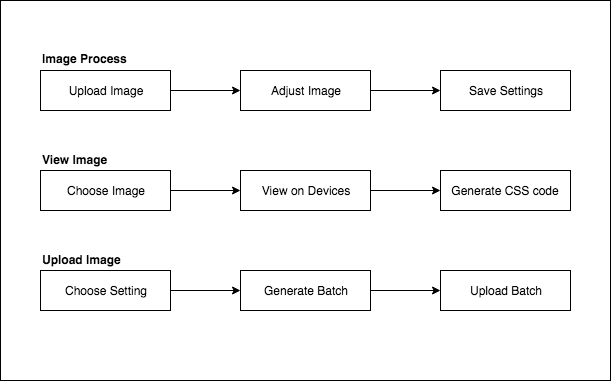 Image Process
Upload Image
Adjust Image
Save Settings
View Image
Choose Image
View on Devices
Generate CSS code
Upload Image
Choose Setting
Generate Batch
Upload Batch